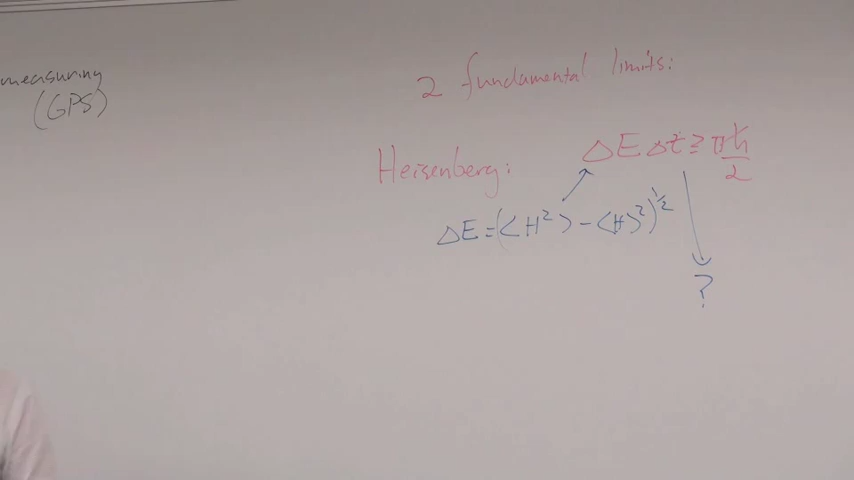 measuring
(GPS)
2 fundamental limits:
Heisenberg: ΔE Δt ≥ πħ/2
ΔE = (⟨H²⟩ - ⟨H⟩²)^1/2
?